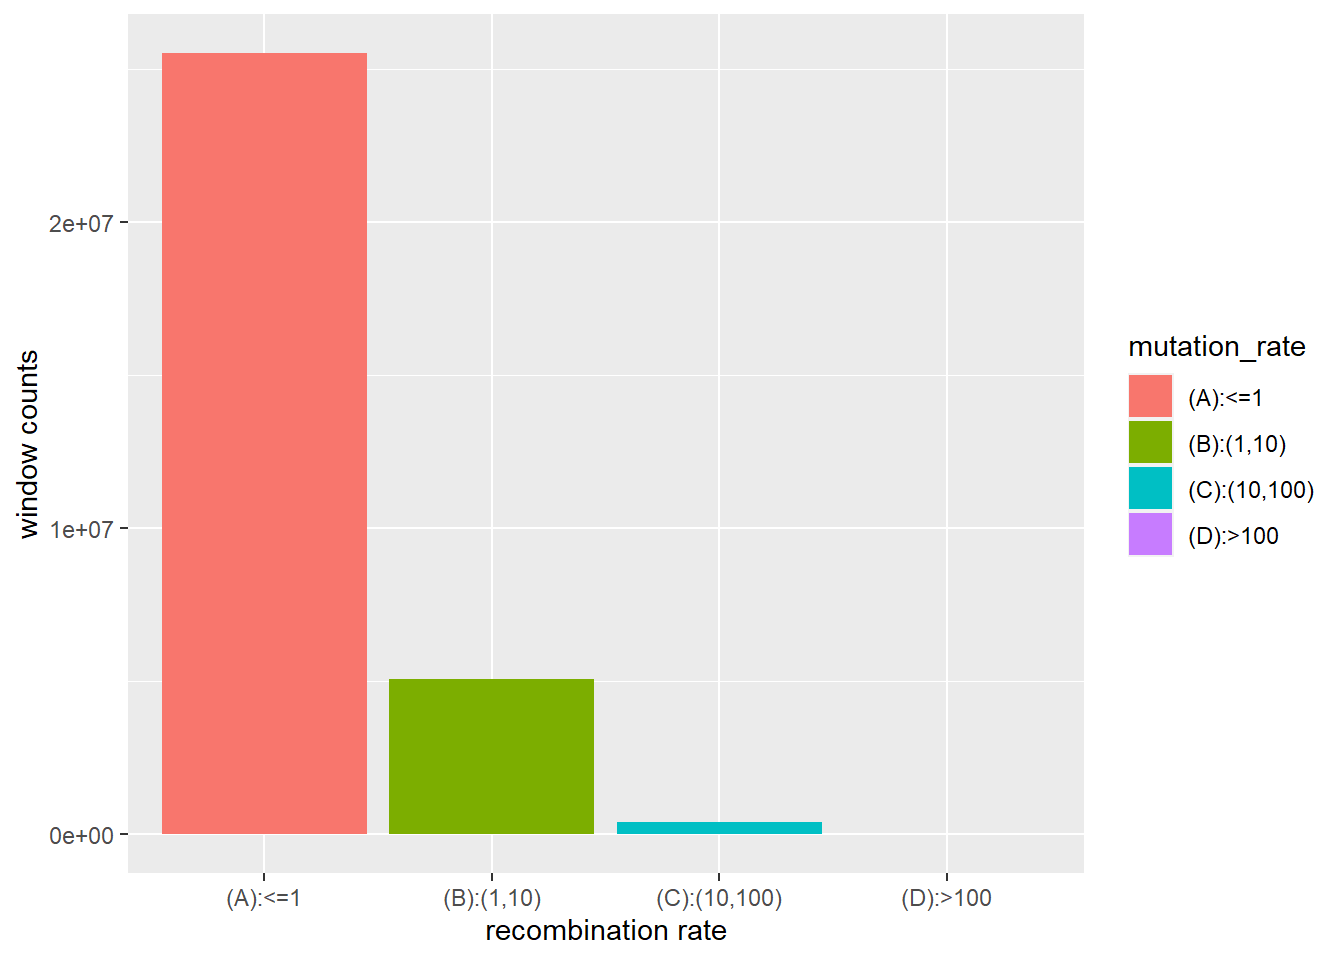 2e+07
1e+07
0e+00
window counts
(A):<=1
(B):(1,10)
(C):(10,100)
(D):>100
recombination rate
mutation_rate
(A):<=1
(B):(1,10)
(C):(10,100)
(D):>100